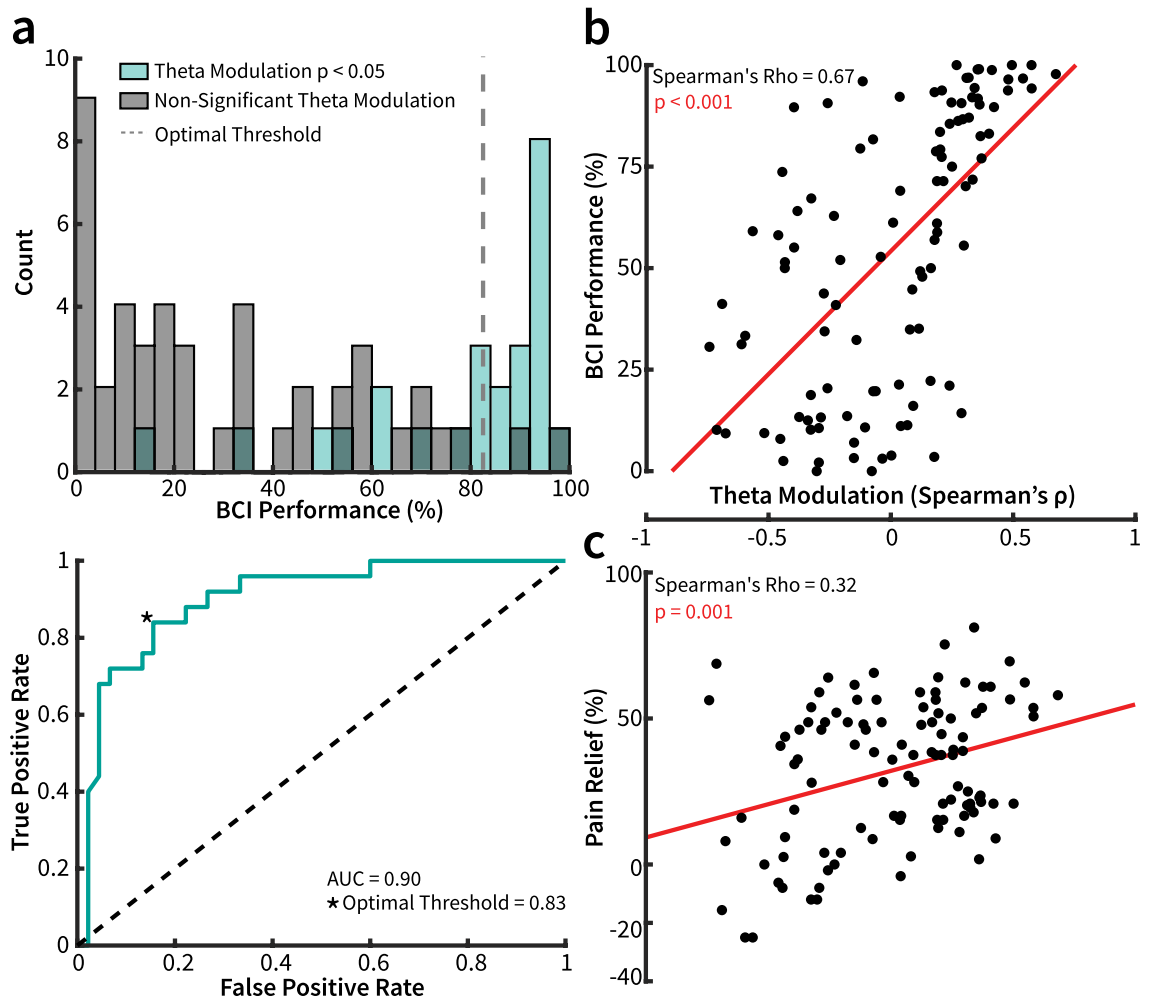 a
10
8
6
4
2
0
Count
Theta Modulation p < 0.05
Non-Significant Theta Modulation
Optimal Threshold
0 20 40 60 80 100
BCI Performance (%)
1
0.8
0.6
0.4
0.2
0
True Positive Rate
AUC = 0.90
★ Optimal Threshold = 0.83
0 0.2 0.4 0.6 0.8 1
False Positive Rate
b
100
75
50
25
0
BCI Performance (%)
Spearman's Rho = 0.67
p < 0.001
Theta Modulation (Spearman’s ρ)
-1 -0.5 0 0.5 1
c
100
50
0
-20
-40
Pain Relief (%)
Spearman's Rho = 0.32
p = 0.001